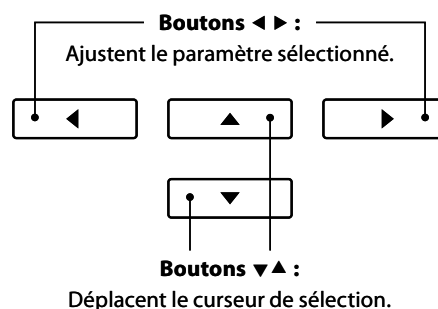 Boutons ◀ ▶ :
Ajustent le paramètre sélectionné.
Boutons ▼▲ :
Déplacent le curseur de sélection.